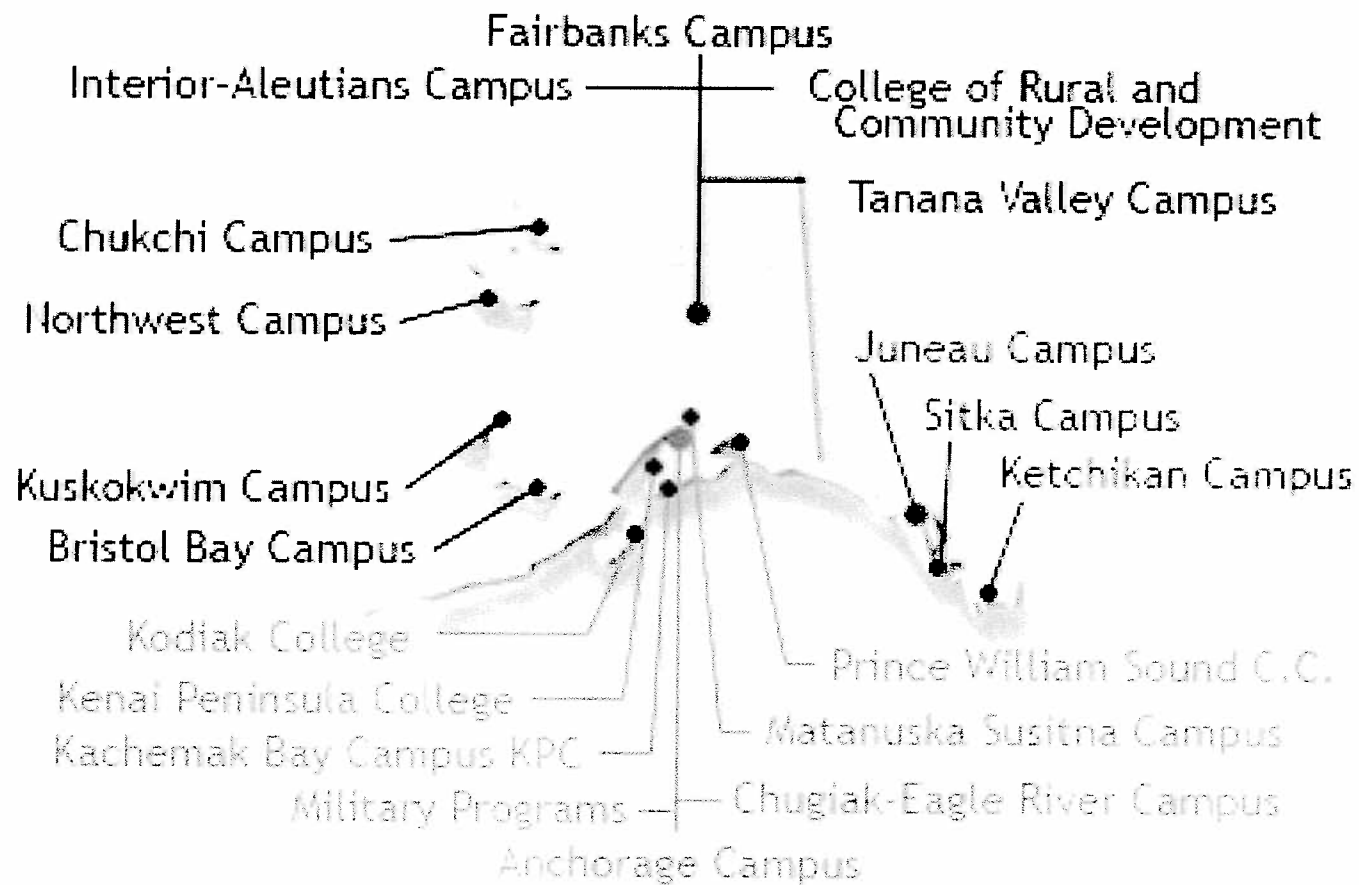 Fairbanks Campus
Interior-Aleutians Campus
College of Rural and
Community Development
Tanana Valley Campus
Chukchi Campus
Northwest Campus
Juneau Campus
Sitka Campus
Ketchikan Campus
Kuskokwim Campus
Bristol Bay Campus
Kodiak College
Prince William Sound C.C.
Kenai Peninsula College
Matanuska Susitna Campus
Kachemak Bay Campus KPC
Military Programs
Chugiak-Eagle River Campus
Anchorage Campus